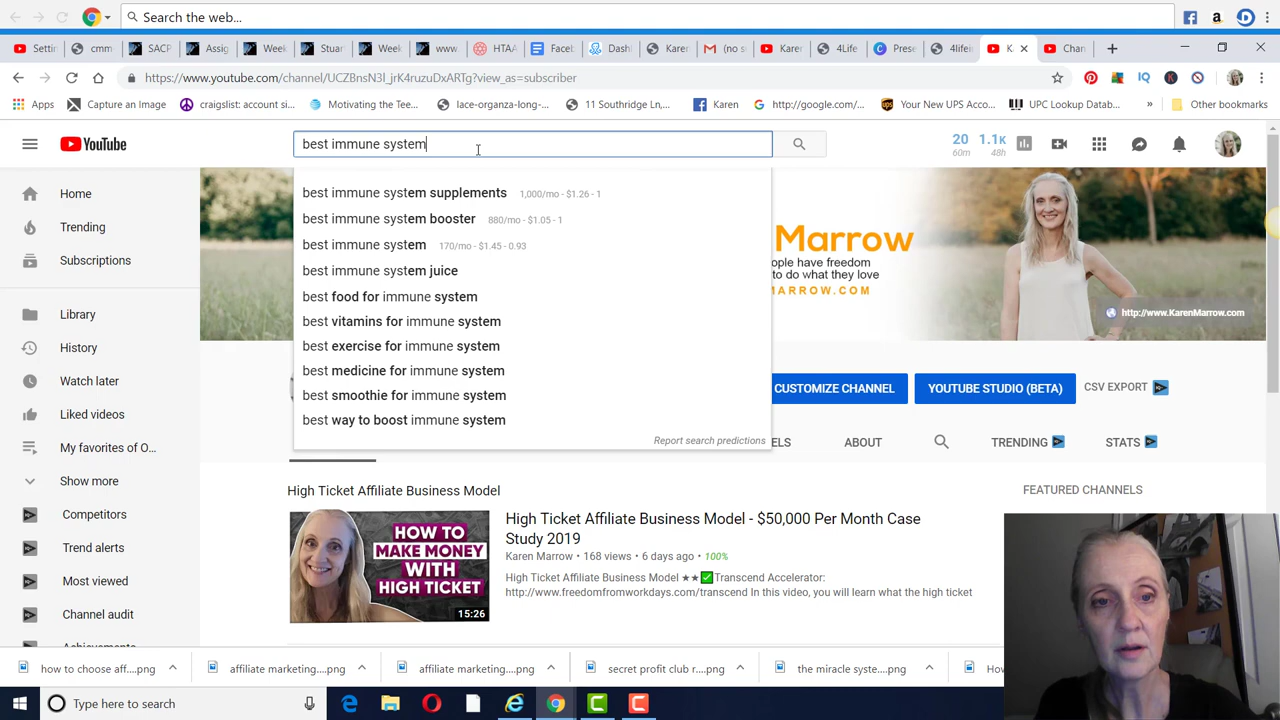 Search the web...
Settin
cmm
SACP
Assig
Week
Stuar
Week
www.
HTAA
Facel
Dash
Karer
(no s
Karer
4Life
Prese
4lifei
K
Chan
https://www.youtube.com/channel/UCZBnsN3I_jrK4ruzuDxARTg?view_as=subscriber
Apps
Capture an Image
craigslist: account si...
Motivating the Tee...
lace-organza-long-...
11 Southridge Ln,...
Karen
http://google.com/...
Your New UPS Acco...
UPC Lookup Datab...
»
Other bookmarks
YouTube
best immune system
20
60m
1.1K
48h
Home
Trending
Subscriptions
Library
History
Watch later
Liked videos
My favorites of O...
Show more
Competitors
Trend alerts
Most viewed
Channel audit
best immune system supplements 1,000/mo - $1.26 - 1
best immune system booster 880/mo - $1.05 - 1
best immune system 170/mo - $1.45 - 0.93
best immune system juice
best food for immune system
best vitamins for immune system
best exercise for immune system
best medicine for immune system
best smoothie for immune system
best way to boost immune system
Report search predictions
Marrow
ople have freedom
to do what they love
MARROW.COM
http://www.KarenMarrow.com
CUSTOMIZE CHANNEL
YOUTUBE STUDIO (BETA)
CSV EXPORT
ELS
ABOUT
TRENDING
STATS
High Ticket Affiliate Business Model
FEATURED CHANNELS
HOW TO
MAKE MONEY
WITH
HIGH TICKET
15:26
High Ticket Affiliate Business Model - $50,000 Per Month Case
Study 2019
Karen Marrow • 168 views • 6 days ago • 100%
High Ticket Affiliate Business Model ★★✅Transcend Accelerator:
http://www.freedomfromworkdays.com/transcend In this video, you will learn what the high ticket
how to choose aff....png
affiliate marketing....png
affiliate marketing....png
secret profit club r....png
the miracle syste....png
How
Type here to search